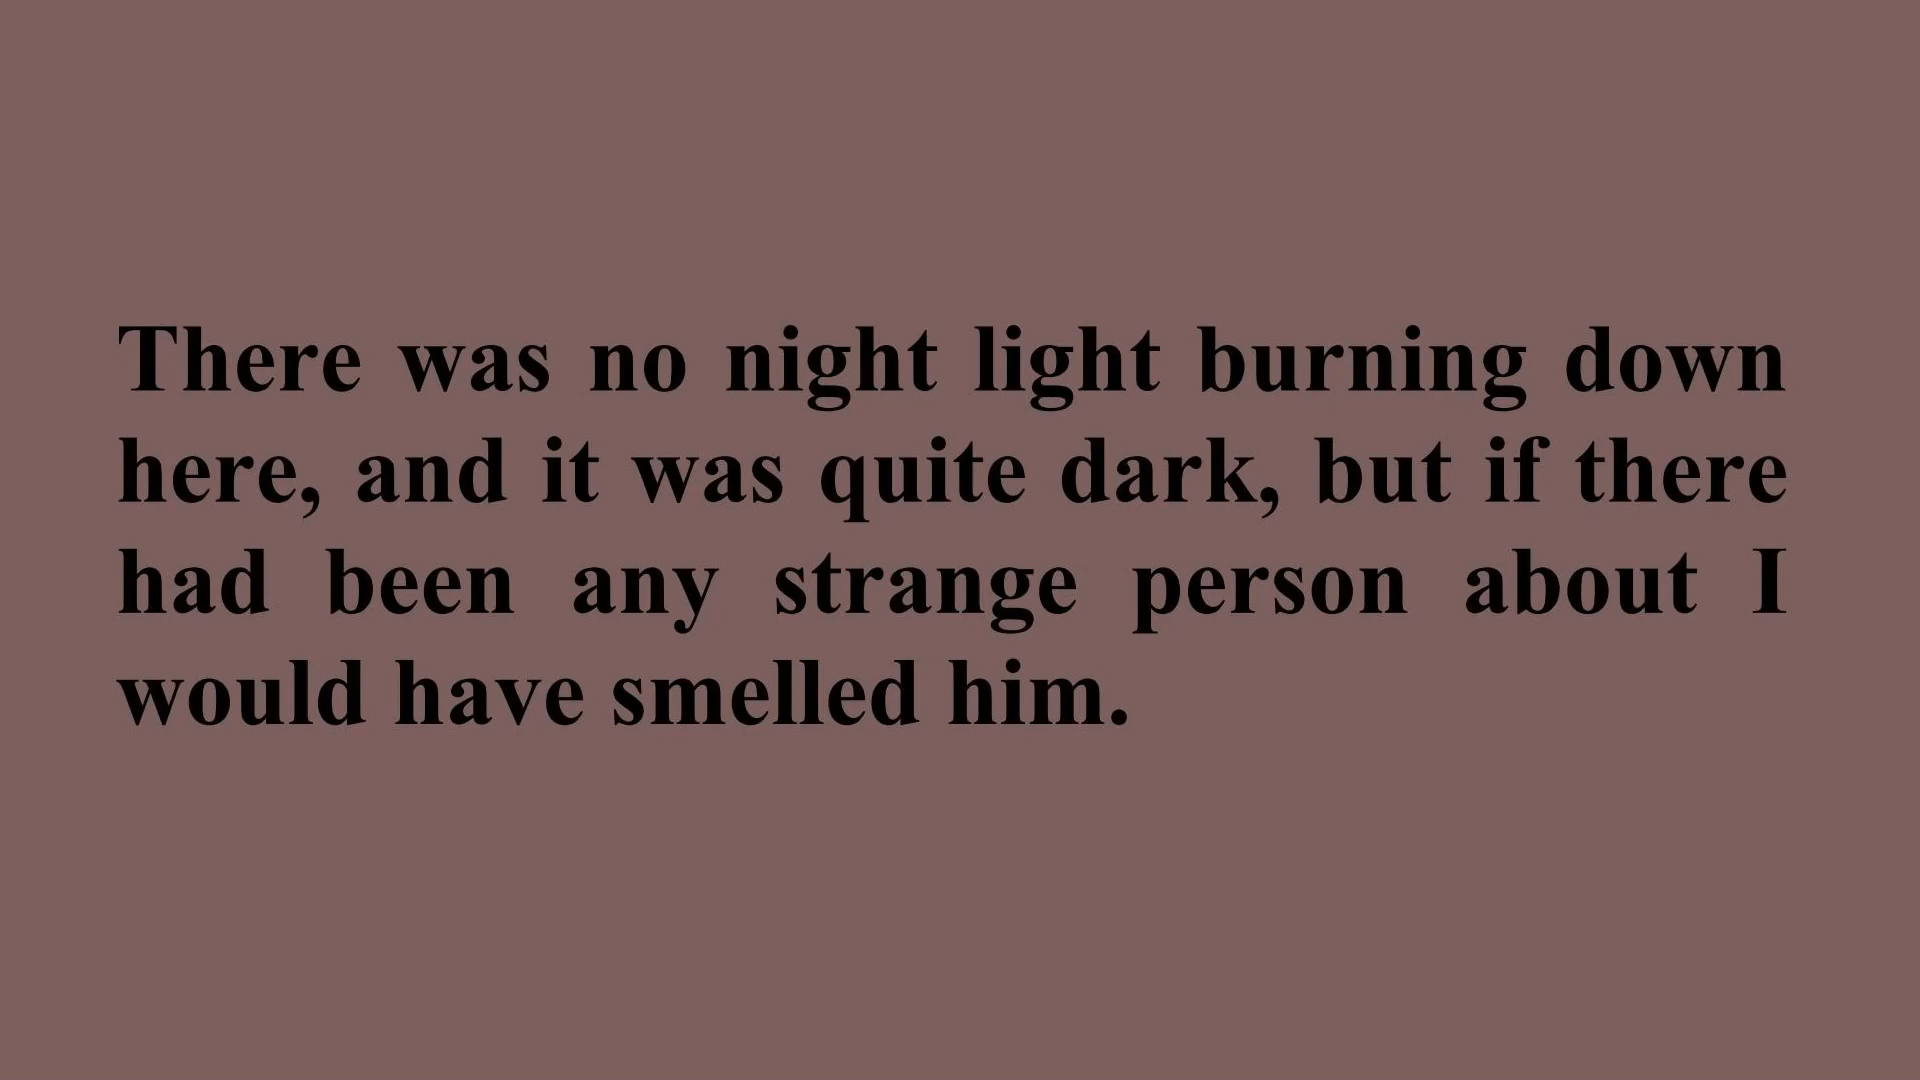 There was no night light burning down
here, and it was quite dark, but if there
had been any strange person about I
would have smelled him.